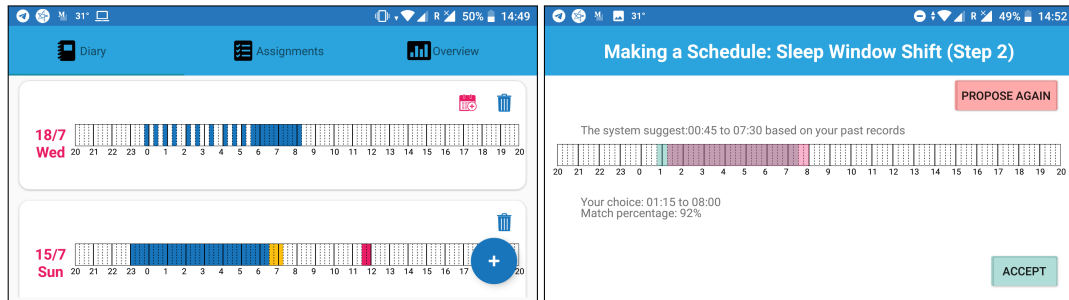 31° R 50% 14:49
Diary Assignments Overview
18/7
Wed
20 21 22 23 0 1 2 3 4 5 6 7 8 9 10 11 12 13 14 15 16 17 18 19 20
15/7
Sun
20 21 22 23 0 1 2 3 4 5 6 7 8 9 10 11 12 13 14 15 16 17 19 20
+
31° R 49% 14:52
Making a Schedule: Sleep Window Shift (Step 2)
PROPOSE AGAIN
The system suggest:00:45 to 07:30 based on your past records
20 21 22 23 0 1 2 3 4 5 6 7 8 9 10 11 12 13 14 15 16 17 18 19 20
Your choice: 01:15 to 08:00
Match percentage: 92%
ACCEPT